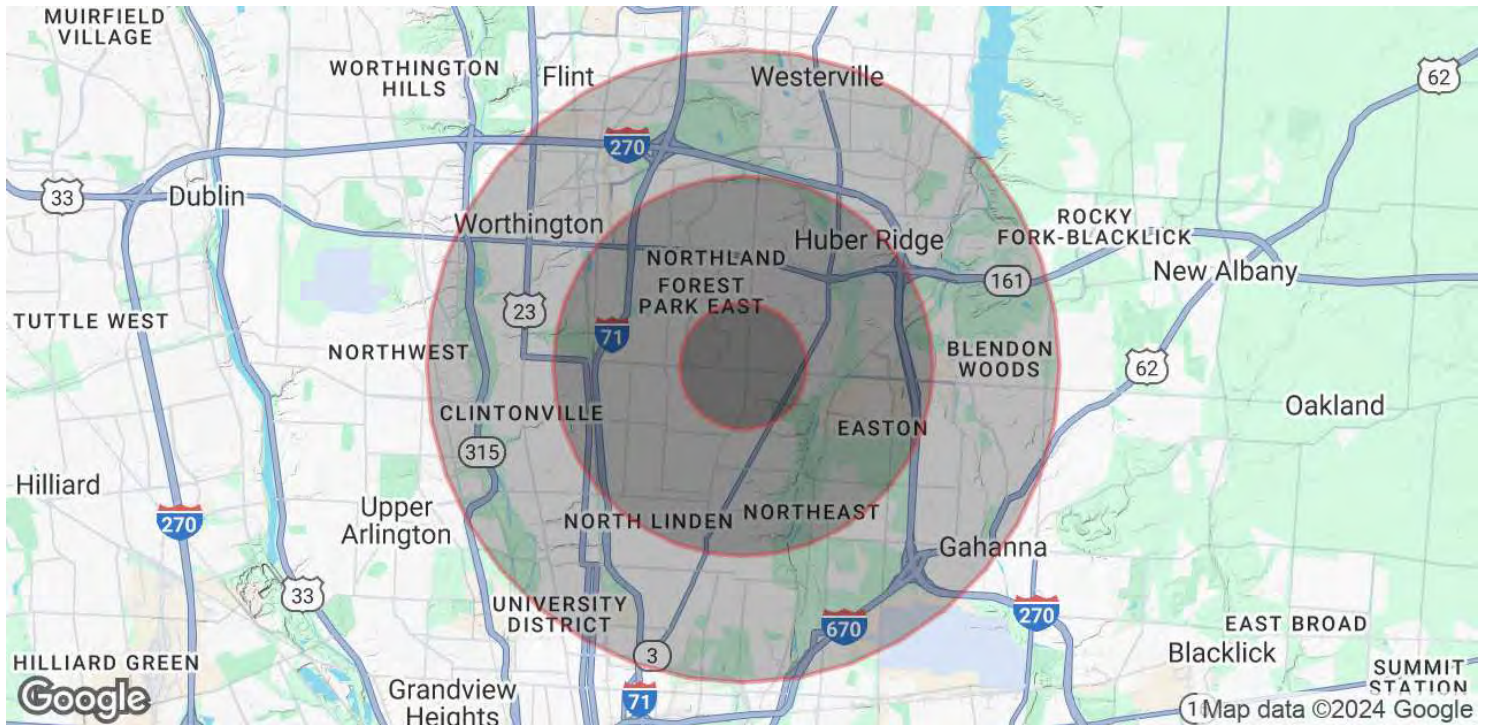 MUIRFIELD
VILLAGE
WORTHINGTON
HILLS
Flint
Westerville
62
270
33
Dublin
Worthington
ROCKY
FORK-BLACKLICK
Huber Ridge
NORTHLAND
New Albany
161
FOREST
PARK EAST
23
TUTTLE WEST
71
NORTHWEST
BLENDON
WOODS
62
Oakland
CLINTONVILLE
EASTON
315
Hilliard
Upper
Arlington
270
NORTH LINDEN
NORTHEAST
Gahanna
33
UNIVERSITY
DISTRICT
670
270
EAST BROAD
3
Blacklick
HILLIARD GREEN
SUMMIT
STATION
Google
Grandview
Heights
71
Map data ©2024 Google